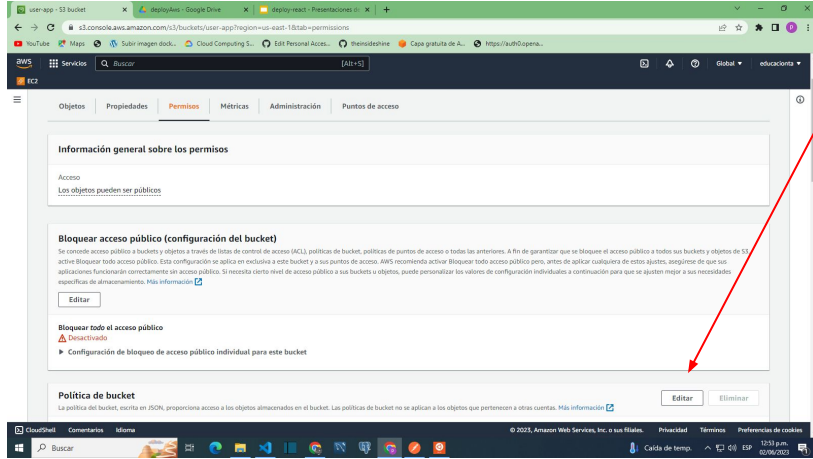 user-app - S3 bucket
deployAws - Google Drive
deploy-react - Presentaciones de
s3.console.aws.amazon.com/s3/buckets/user-app?region=us-east-1&tab=permissions
YouTube
Maps
Subir imagen dock...
Cloud Computing S...
Edit Personal Acces...
theinsideshine
Capa gratuita de A...
https://auth0.opena...
aws
Servicios
Buscar
[Alt+S]
Global
educacionta
EC2
Objetos
Propiedades
Permisos
Métricas
Administración
Puntos de acceso
Información general sobre los permisos
Acceso
Los objetos pueden ser públicos
Bloquear acceso público (configuración del bucket)
Se concede acceso público a buckets y objetos a través de listas de control de acceso (ACL), políticas de bucket, políticas de puntos de acceso o todas las anteriores. A fin de garantizar que se bloquee el acceso público a todos sus buckets y objetos de S3,
active Bloquear todo acceso público. Esta configuración se aplica en exclusiva a este bucket y a sus puntos de acceso. AWS recomienda activar Bloquear todo acceso público pero, antes de aplicar cualquiera de estos ajustes, asegúrese de que sus
aplicaciones funcionarán correctamente sin acceso público. Si necesita cierto nivel de acceso público a sus buckets u objetos, puede personalizar los valores de configuración individuales a continuación para que se ajusten mejor a sus necesidades
específicas de almacenamiento. Más información
Editar
Bloquear todo el acceso público
Desactivado
Configuración de bloqueo de acceso público individual para este bucket
Política de bucket
La política del bucket, escrita en JSON, proporciona acceso a los objetos almacenados en el bucket. Las políticas de bucket no se aplican a los objetos que pertenecen a otras cuentas. Más información
Editar
Eliminar
CloudShell
Comentarios
Idioma
© 2023, Amazon Web Services, Inc. o sus filiales.
Privacidad
Términos
Preferencias de cookies
Buscar
Caída de temp.
ESP
12:53 p.m.
02/06/2023